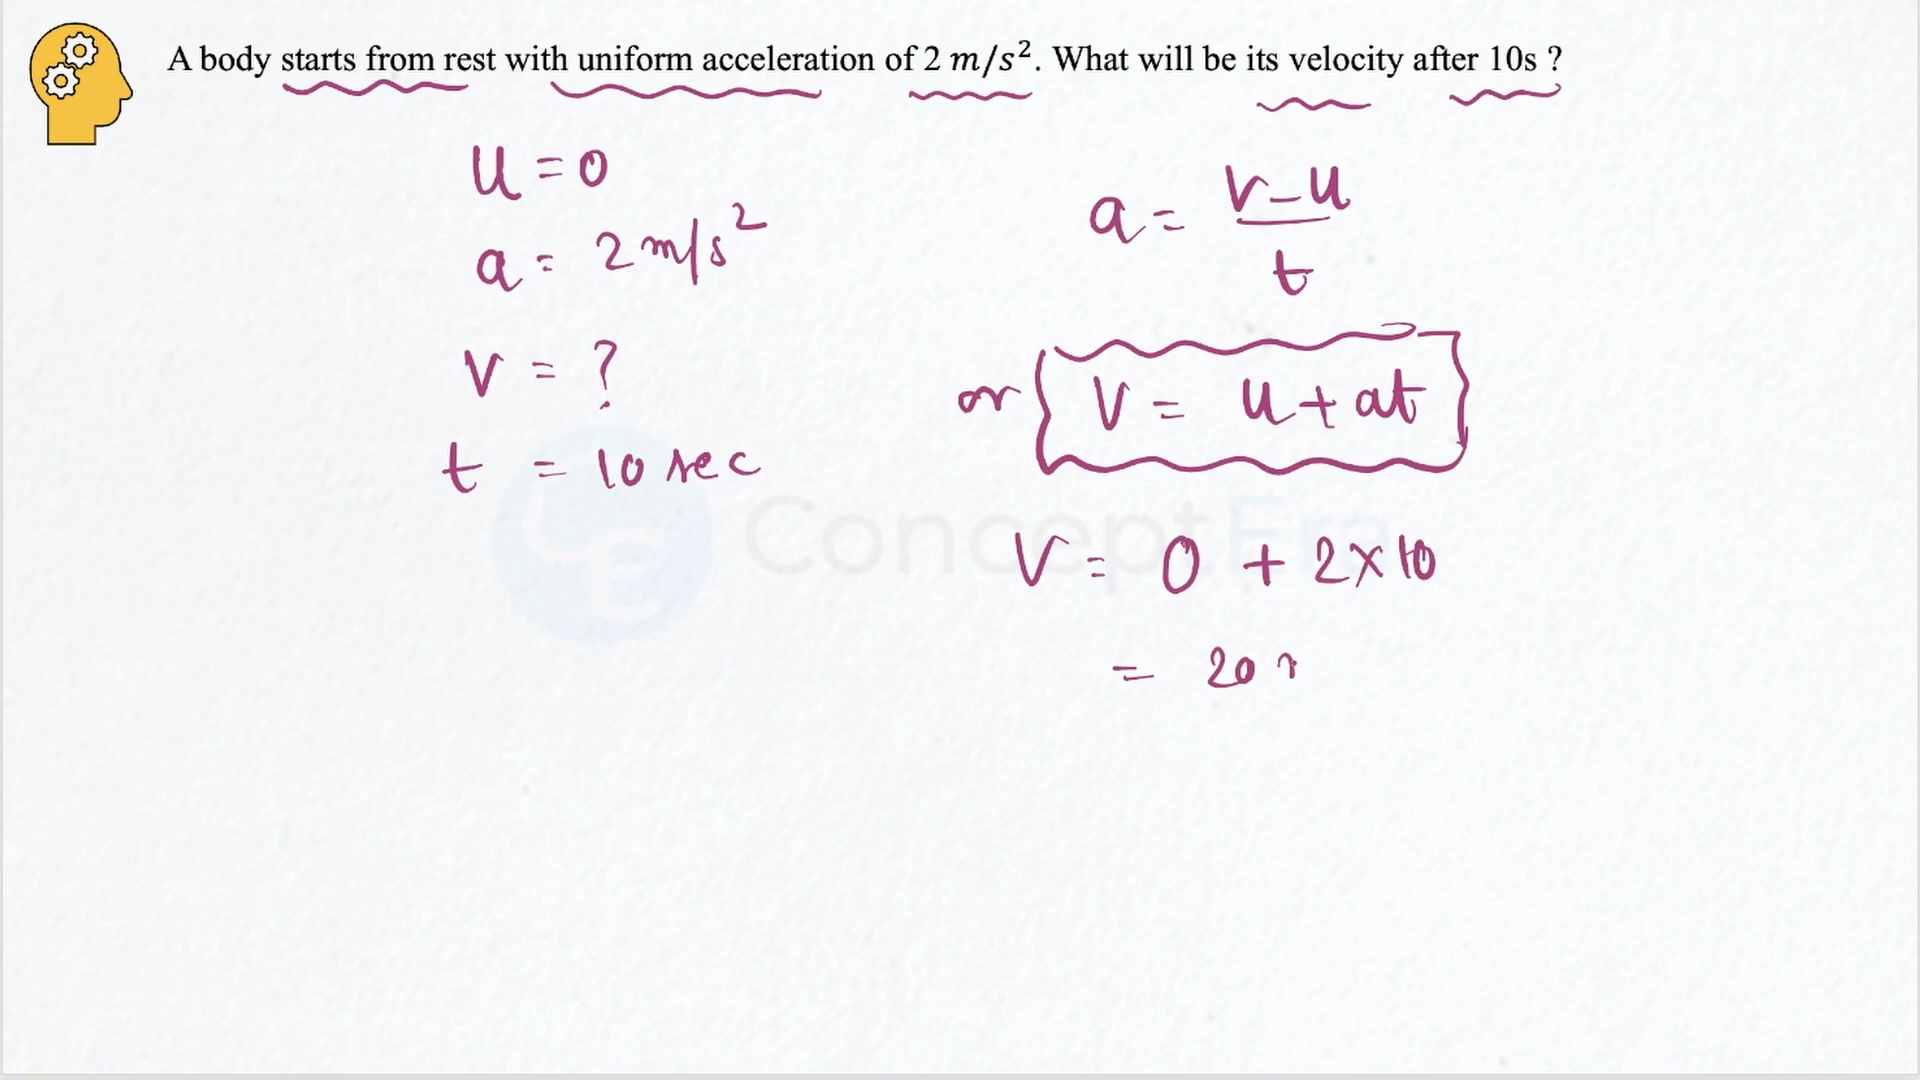 A body starts from rest with uniform acceleration of 2 m/s². What will be its velocity after 10s ?
u = 0
a = 2 m/s²
v = ?
t = 10 sec
a = v-u
t
or v = u + at
ConceptEra
CE
v = 0 + 2 × 10
= 20